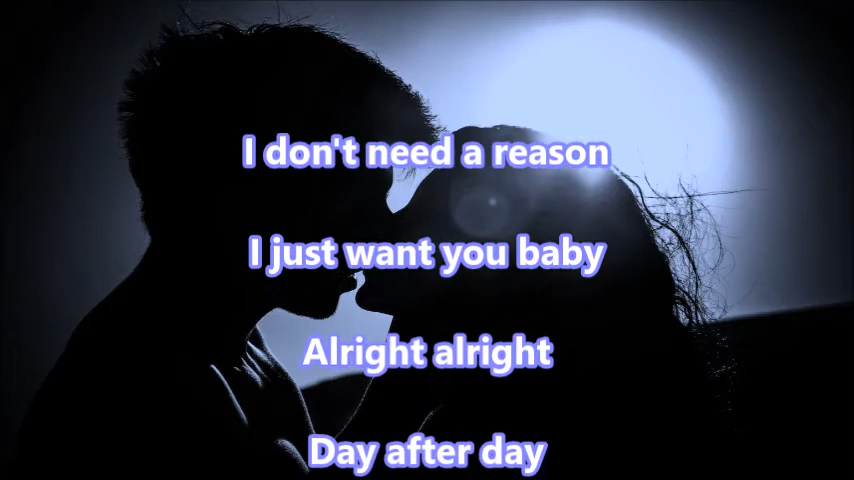 I don't need a reason
I just want you baby
Alright alright
Day after day